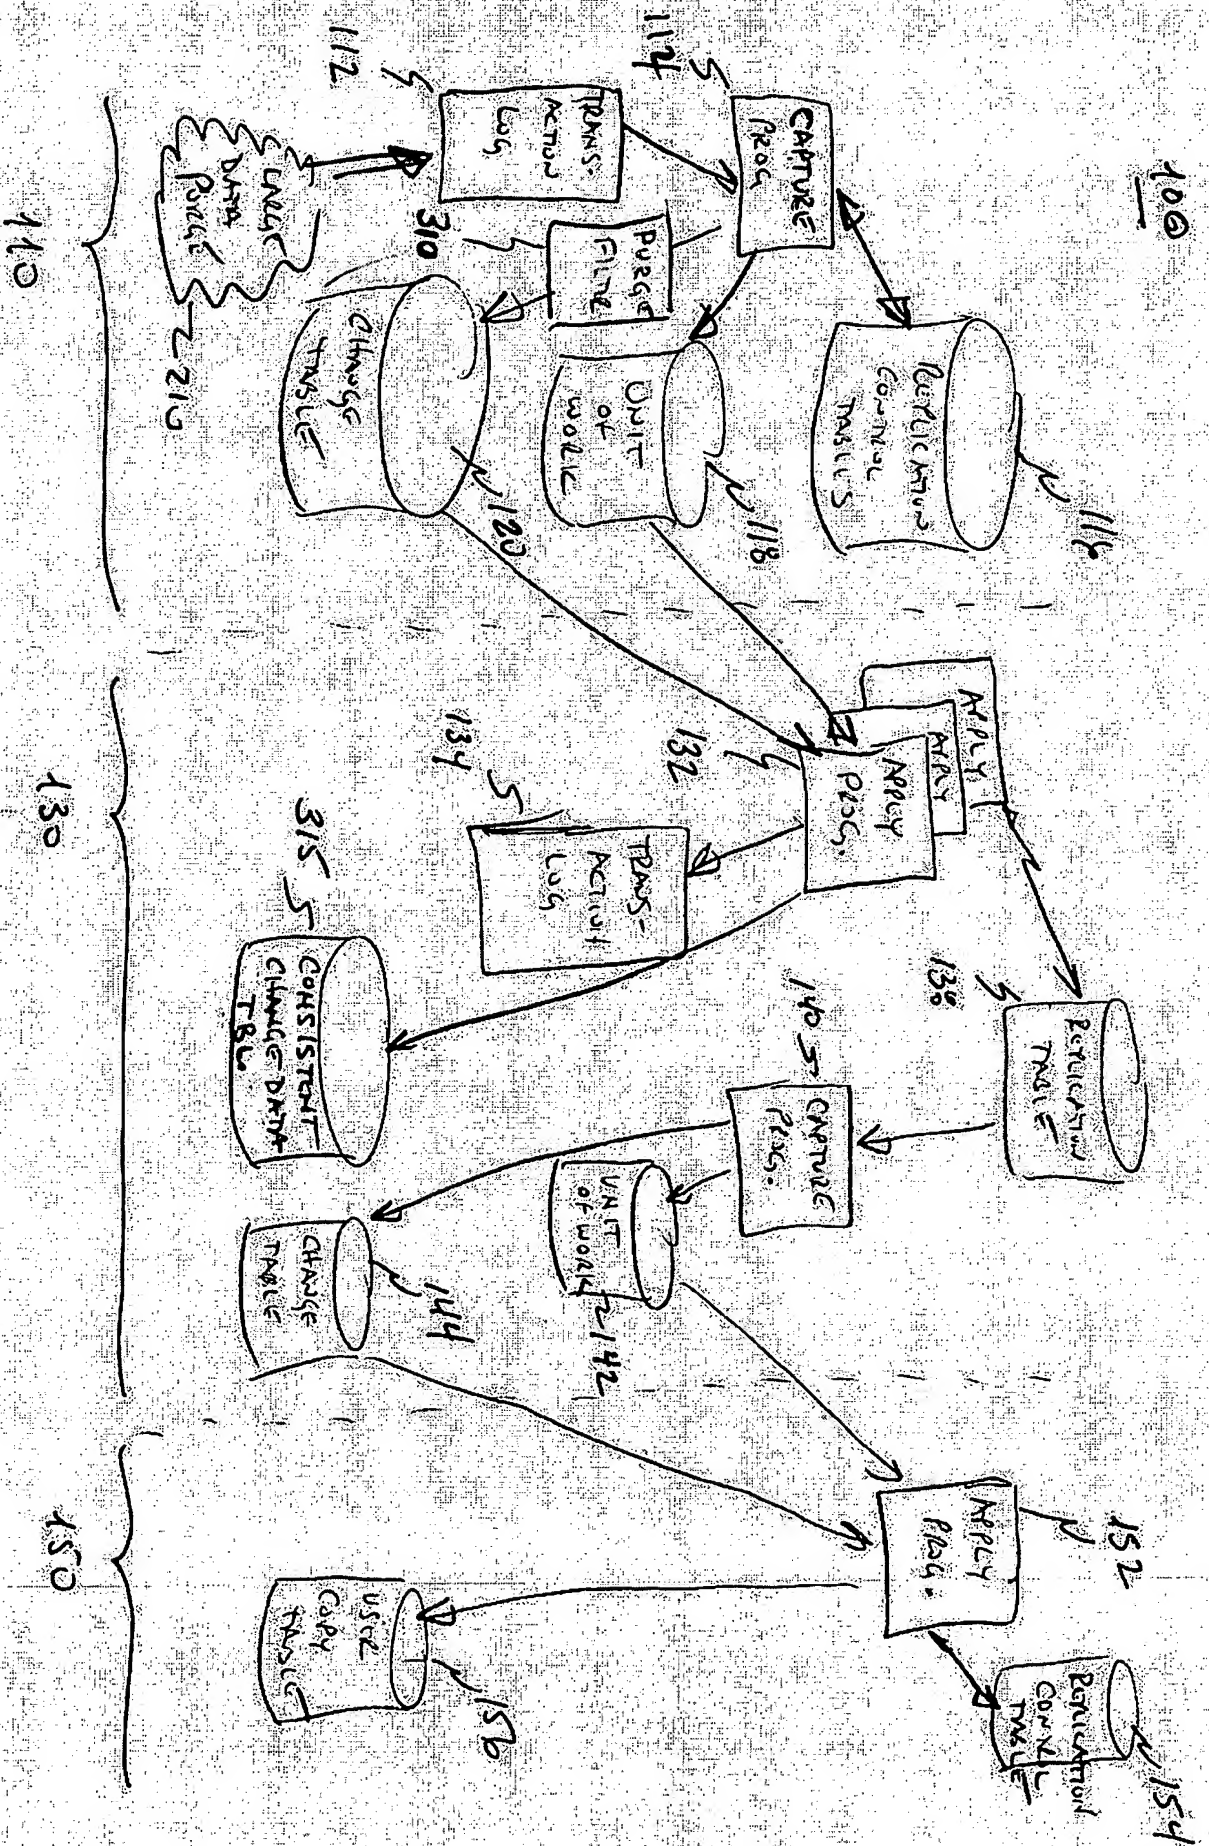 100
114
CAPTURE
PROG
REPLICATION
CONTROL
TABLES
116
112
TRANS-
ACTION
LOG
310
PURGE
FILTER
UNIT
OF
WORK
118
LARGE
DATA
PURGE
210
CHANGE
TABLE
120
110
APPLY
APPLY
APPLY
PROG.
132
134
TRANS-
ACTION
LOG
315
CONSISTENT
CHANGE-DATA
TBL.
138
REPLICATION
TABLE
140
CAPTURE
PROG.
UNIT
OF WORK
142
CHANGE
TABLE
144
130
152
APPLY
PROG.
REPLICATION
CONTROL
TABLE
154
USER
COPY
TABLE
156
150